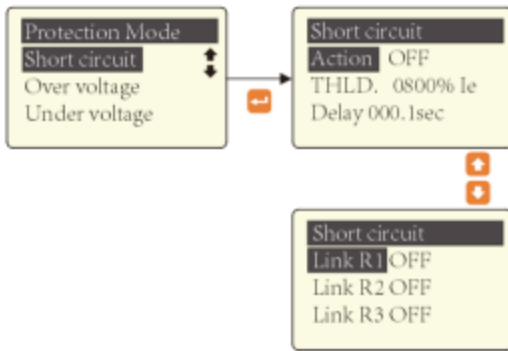 Protection Mode
Short circuit
Over voltage
Under voltage
Short circuit
Action OFF
THLD. 0800% Ie
Delay 000.1sec
Short circuit
Link R1 OFF
Link R2 OFF
Link R3 OFF